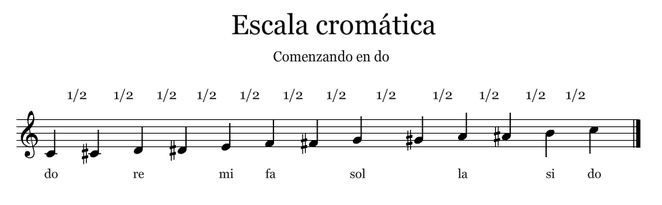 Escala cromática
Comenzando en do
1/2 1/2 1/2 1/2 1/2 1/2 1/2 1/2 1/2 1/2 1/2 1/2
do re mi fa sol la si do